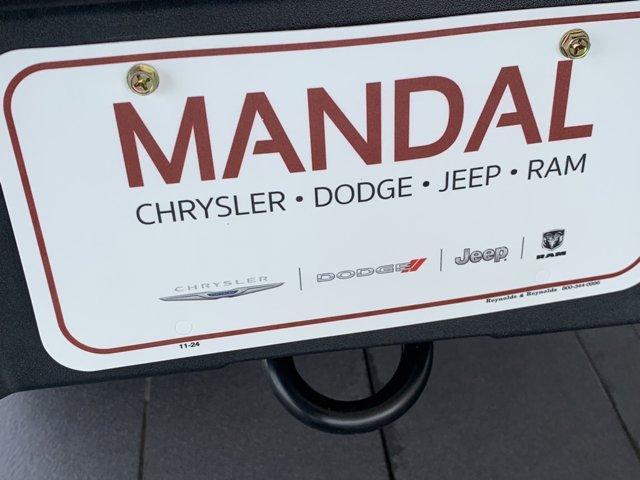 MANDAL
CHRYSLER • DODGE • JEEP • RAM
CHRYSLER | DODGE | Jeep | RAM
Reynolds & Reynolds 800-344-0996
11-24